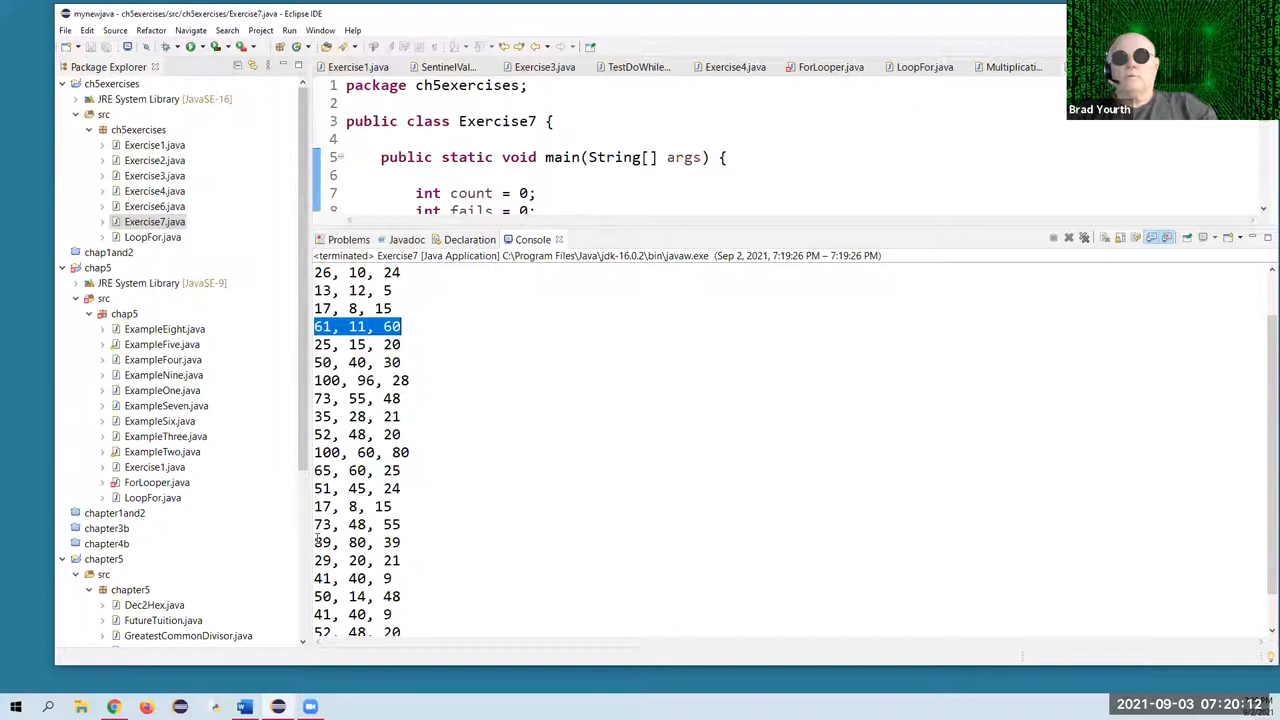 mynewjava - ch5exercises/src/ch5exercises/Exercise7.java - Eclipse IDE
File Edit Source Refactor Navigate Search Project Run Window Help
Package Explorer
Exercise1.java SentinelVal... Exercise3.java TestDoWhile... Exercise4.java ForLooper.java LoopFor.java Multiplicati...
ch5exercises
JRE System Library [JavaSE-16]
src
ch5exercises
Exercise1.java
Exercise2.java
Exercise3.java
Exercise4.java
Exercise6.java
Exercise7.java
LoopFor.java
chap1and2
chap5
JRE System Library [JavaSE-9]
src
chap5
ExampleEight.java
ExampleFive.java
ExampleFour.java
ExampleNine.java
ExampleOne.java
ExampleSeven.java
ExampleSix.java
ExampleThree.java
ExampleTwo.java
Exercise1.java
ForLooper.java
LoopFor.java
chapter1and2
chapter3b
chapter4b
chapter5
src
chapter5
Dec2Hex.java
FutureTuition.java
GreatestCommonDivisor.java
1 package ch5exercises;
2
3 public class Exercise7 {
4
5 public static void main(String[] args) {
6
7 int count = 0;
8 int fails = 0;
Problems Javadoc Declaration Console
<terminated> Exercise7 [Java Application] C:\Program Files\Java\jdk-16.0.2\bin\javaw.exe (Sep 2, 2021, 7:19:26 PM – 7:19:26 PM)
26, 10, 24
13, 12, 5
17, 8, 15
61, 11, 60
25, 15, 20
50, 40, 30
100, 96, 28
73, 55, 48
35, 28, 21
52, 48, 20
100, 60, 80
65, 60, 25
51, 45, 24
17, 8, 15
73, 48, 55
89, 80, 39
29, 20, 21
41, 40, 9
50, 14, 48
41, 40, 9
52, 48, 20
Brad Yourth
2021-09-03 07:20:12
9/2/2021